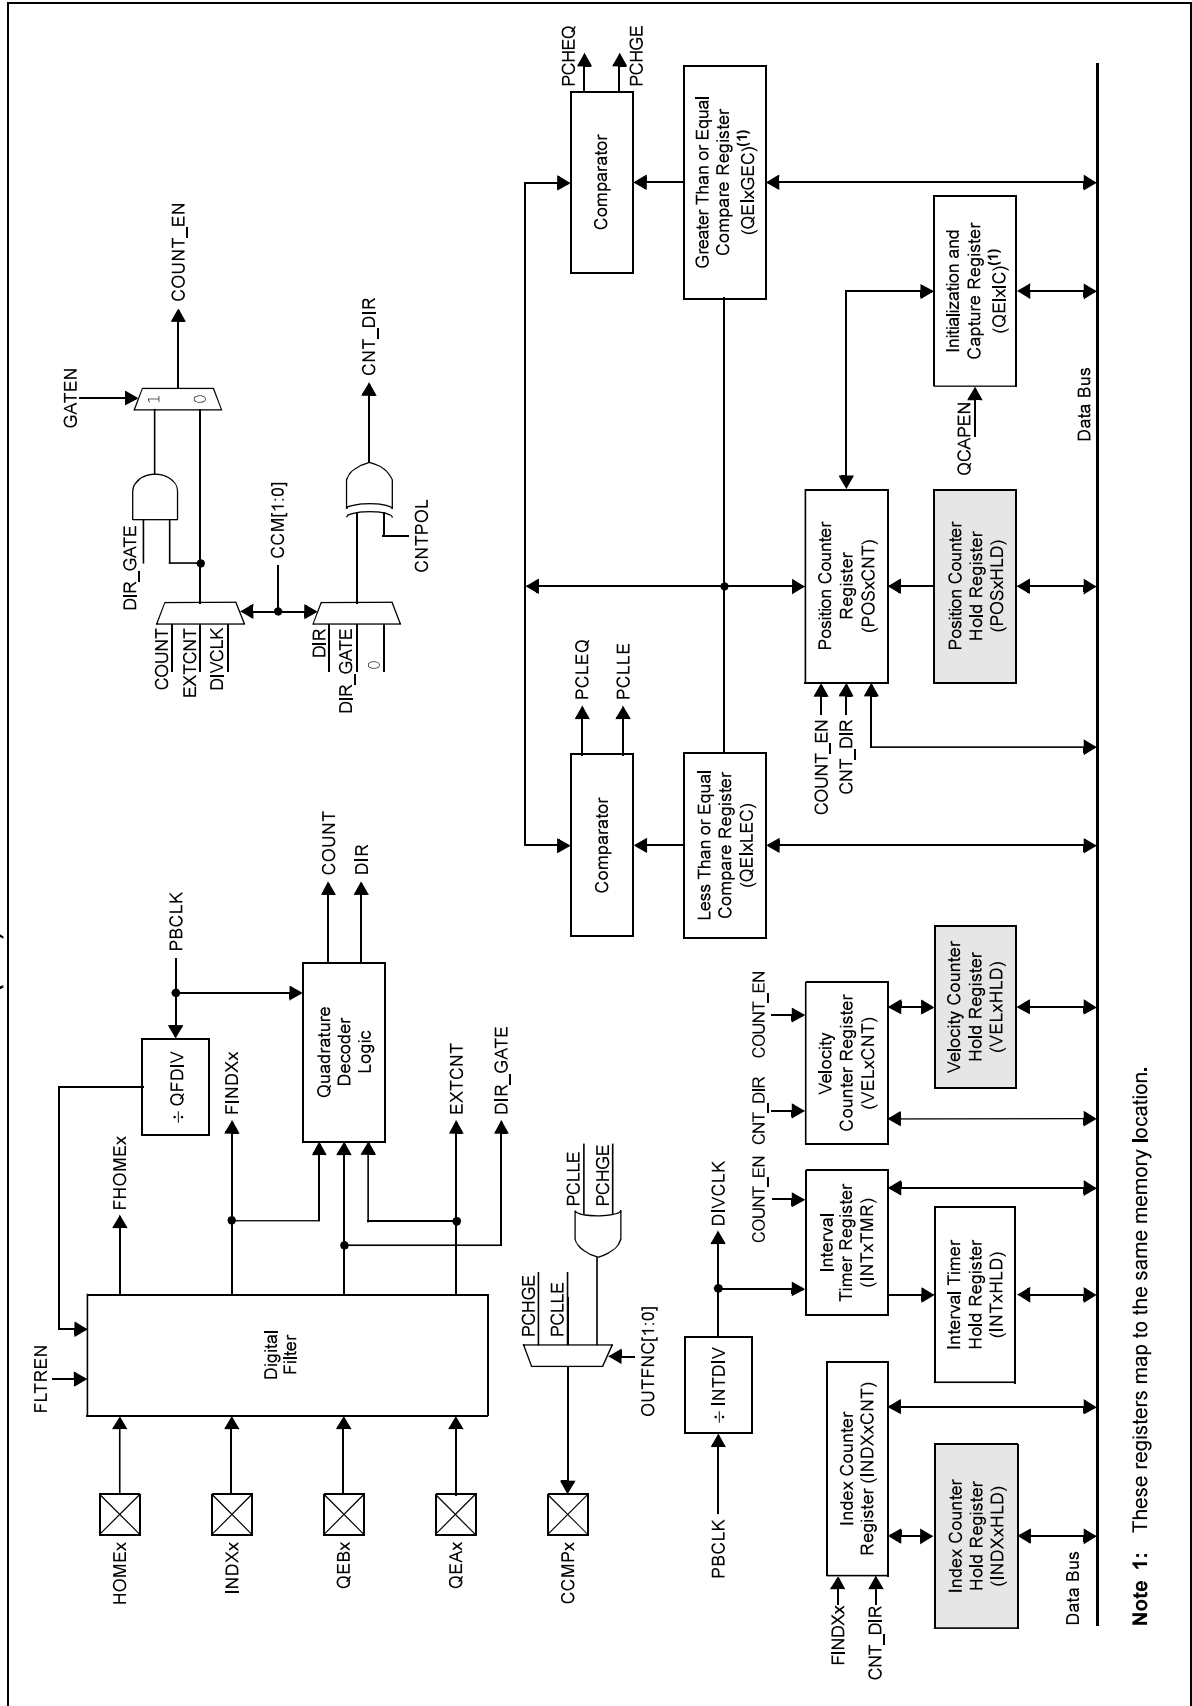 FLTREN
HOMEx
INDXx
QEBx
QEAx
Digital
Filter
FHOMEx
÷ QFDIV
FINDXx
PBCLK
Quadrature
Decoder
Logic
COUNT
DIR
EXTCNT
DIR_GATE
GATEN
DIR_GATE
1
0
COUNT_EN
COUNT
EXTCNT
DIVCLK
CCM[1:0]
DIR
DIR_GATE
0
CNT_DIR
CNTPOL
CCMPx
PCHGE
PCLLE
PCLLE
PCHGE
OUTFNC[1:0]
PBCLK
÷ INTDIV
DIVCLK
Comparator
PCLEQ
PCLLE
Less Than or Equal
Compare Register
(QEIxLEC)
Comparator
PCHEQ
PCHGE
Greater Than or Equal
Compare Register
(QEIxGEC)(1)
FINDXx
CNT_DIR
Index Counter
Register (INDXxCNT)
Index Counter
Hold Register
(INDXxHLD)
COUNT_EN
Interval
Timer Register
(INTxTMR)
Interval Timer
Hold Register
(INTxHLD)
CNT_DIR
COUNT_EN
Velocity
Counter Register
(VELxCNT)
Velocity Counter
Hold Register
(VELxHLD)
COUNT_EN
CNT_DIR
Position Counter
Register
(POSxCNT)
Position Counter
Hold Register
(POSxHLD)
QCAPEN
Initialization and
Capture Register
(QEIxIC)(1)
Data Bus
Data Bus
Note 1: These registers map to the same memory location.